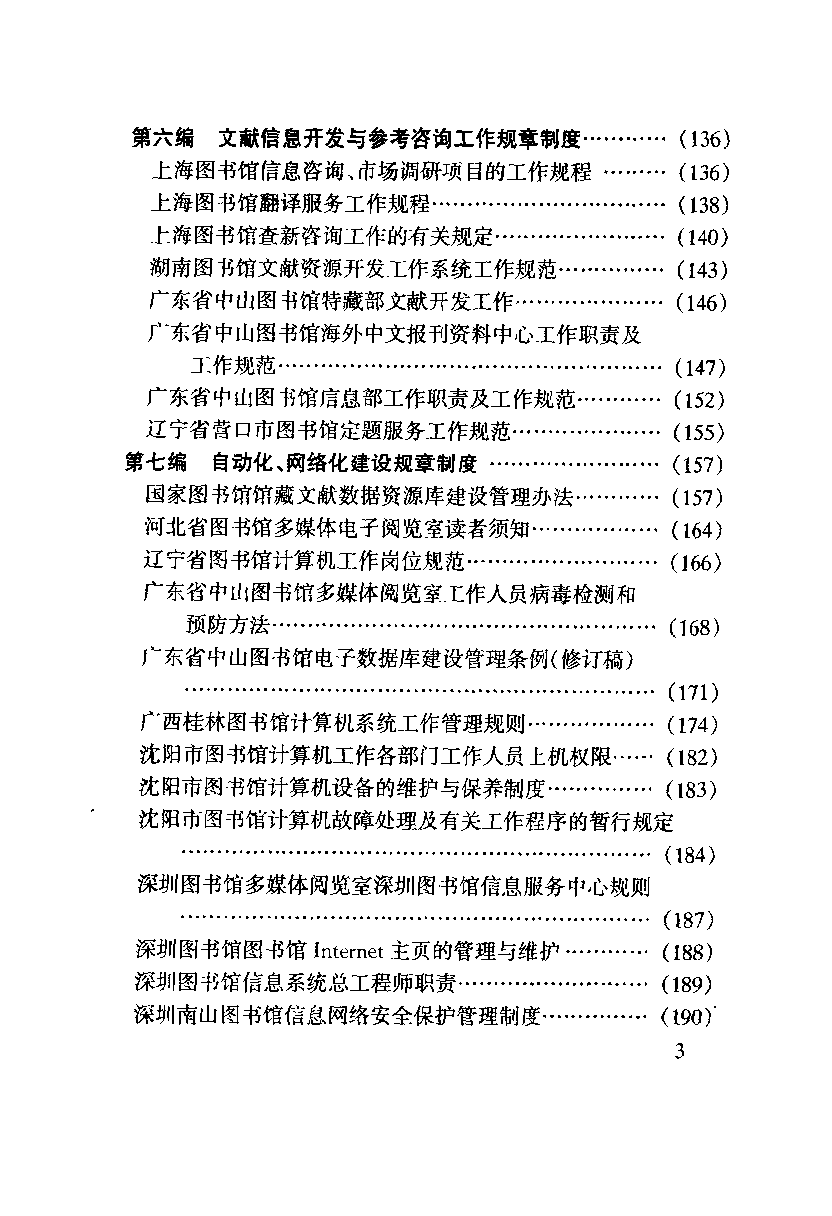 第六编　文献信息开发与参考咨询工作规章制度………… (136)
上海图书馆信息咨询、市场调研项目的工作规程 ……… (136)
上海图书馆翻译服务工作规程…………………………… (138)
上海图书馆查新咨询工作的有关规定…………………… (140)
湖南图书馆文献资源开发工作系统工作规范…………… (143)
广东省中山图书馆特藏部文献开发工作………………… (146)
广东省中山图书馆海外中文报刊资料中心工作职责及
工作规范……………………………………………… (147)
广东省中山图书馆信息部工作职责及工作规范………… (152)
辽宁省营口市图书馆定题服务工作规范………………… (155)
第七编　自动化、网络化建设规章制度 …………………… (157)
国家图书馆馆藏文献数据资源库建设管理办法………… (157)
河北省图书馆多媒体电子阅览室读者须知……………… (164)
辽宁省图书馆计算机工作岗位规范……………………… (166)
广东省中山图书馆多媒体阅览室工作人员病毒检测和
预防方法……………………………………………… (168)
广东省中山图书馆电子数据库建设管理条例(修订稿)
………………………………………………………… (171)
广西桂林图书馆计算机系统工作管理规则……………… (174)
沈阳市图书馆计算机工作各部门工作人员上机权限…… (182)
沈阳市图书馆计算机设备的维护与保养制度…………… (183)
沈阳市图书馆计算机故障处理及有关工作程序的暂行规定
………………………………………………………… (184)
深圳图书馆多媒体阅览室深圳图书馆信息服务中心规则
………………………………………………………… (187)
深圳图书馆图书馆 Internet 主页的管理与维护………… (188)
深圳图书馆信息系统总工程师职责……………………… (189)
深圳南山图书馆信息网络安全保护管理制度…………… (190)
3